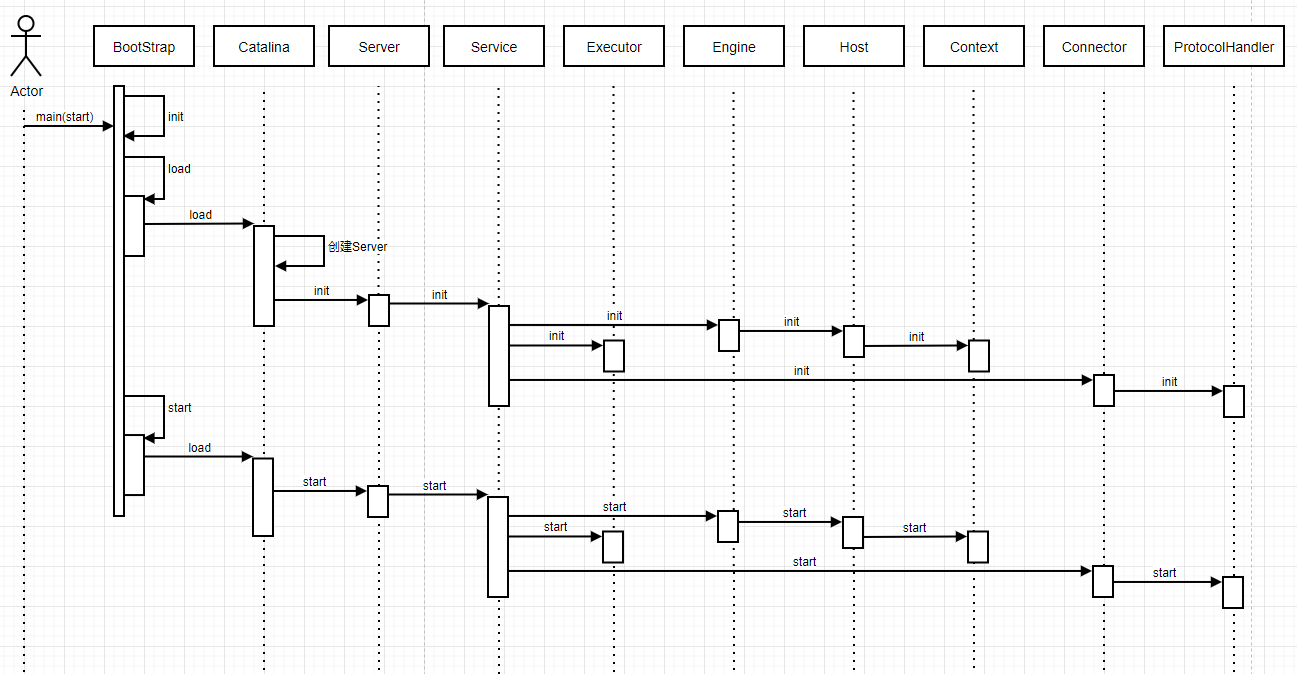 BootStrap
Catalina
Server
Service
Executor
Engine
Host
Context
Connector
ProtocolHandler
Actor
main(start)
init
load
load
创建Server
init
init
init
init
init
init
init
init
start
load
start
start
start
start
start
start
start
start